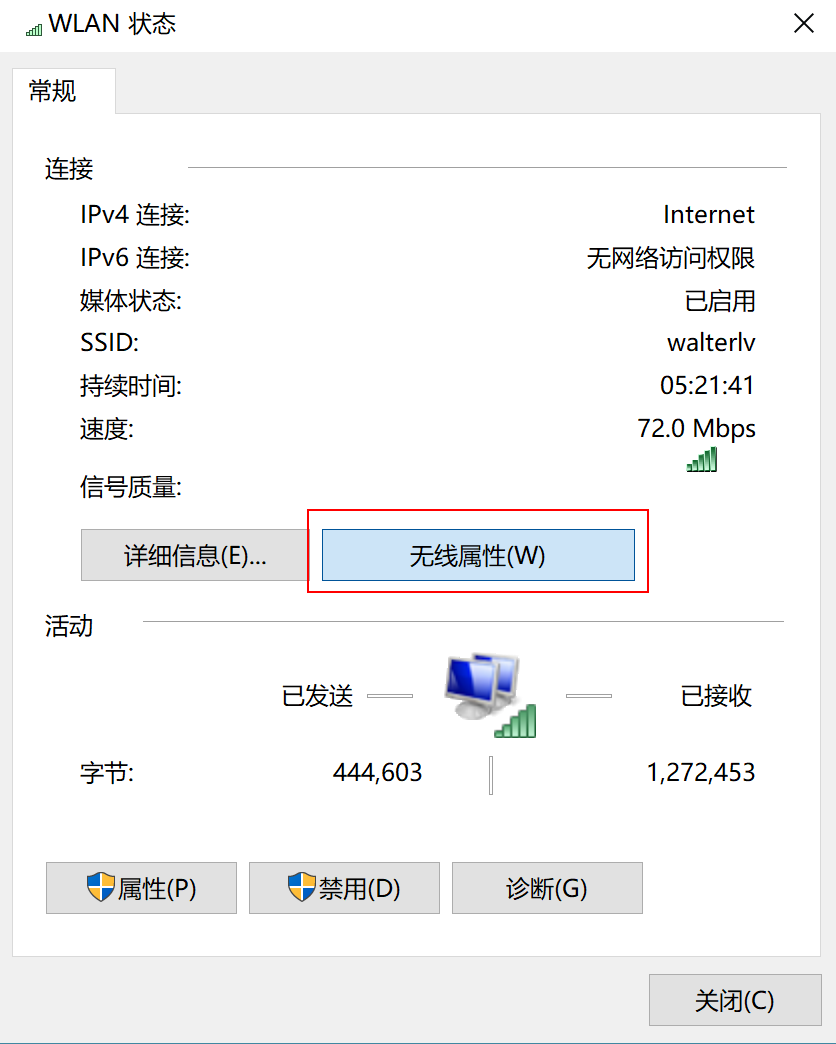 WLAN 状态
常规
连接
IPv4 连接: Internet
IPv6 连接: 无网络访问权限
媒体状态: 已启用
SSID: walterlv
持续时间: 05:21:41
速度: 72.0 Mbps
信号质量:
详细信息(E)... 无线属性(W)
活动
已发送 已接收
字节: 444,603 1,272,453
属性(P) 禁用(D) 诊断(G)
关闭(C)